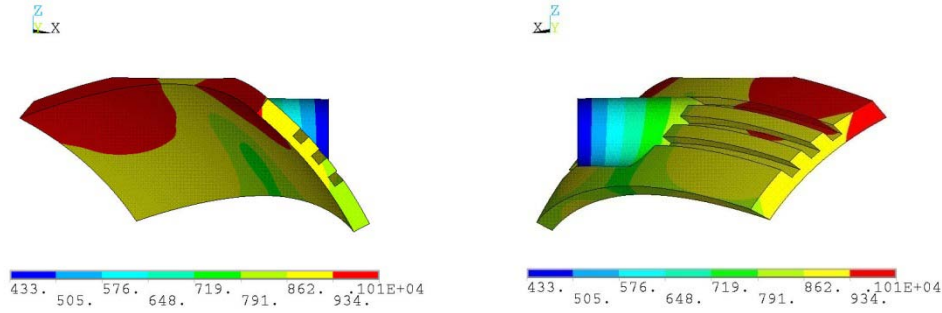 Z
Y X
Z
X Y
433. 576. 719. 862. .101E+04
505. 648. 791. 934.
433. 576. 719. 862. .101E+04
505. 648. 791. 934.